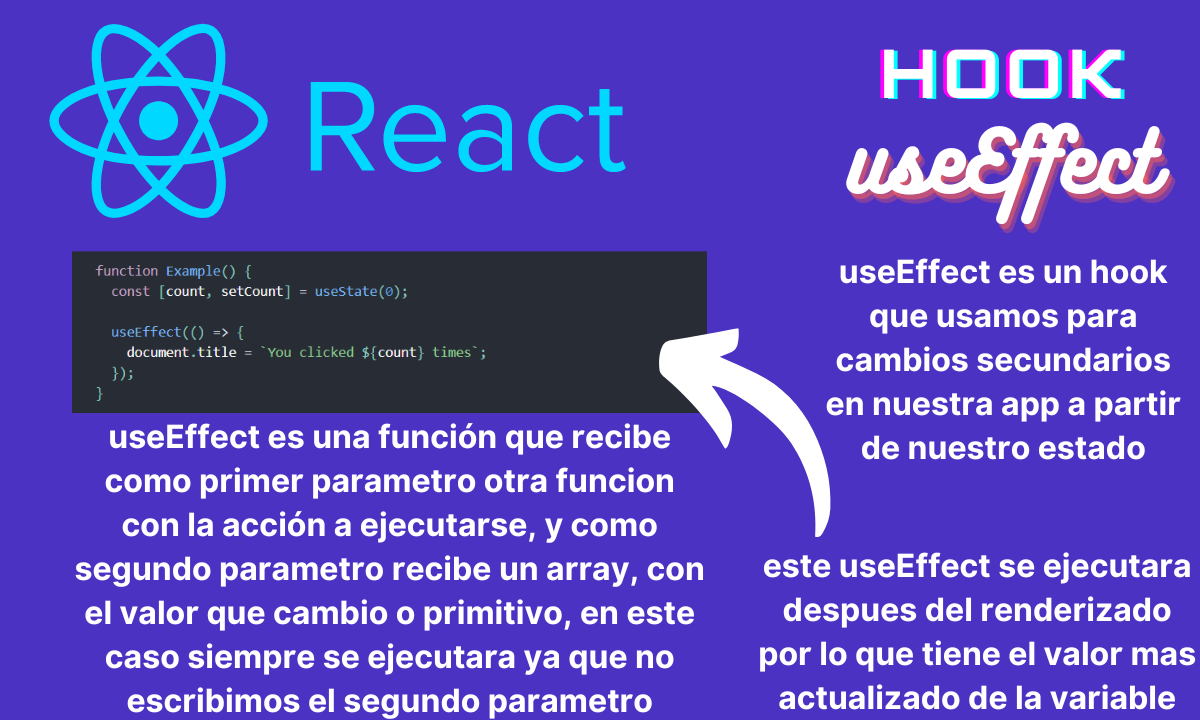 React
HOOK
useEffect
function Example() {
  const [count, setCount] = useState(0);
  useEffect(() => {
    document.title = `You clicked ${count} times`;
  });
}
useEffect es una función que recibe
como primer parametro otra funcion
con la acción a ejecutarse, y como
segundo parametro recibe un array, con
el valor que cambio o primitivo, en este
caso siempre se ejecutara ya que no
escribimos el segundo parametro
useEffect es un hook
que usamos para
cambios secundarios
en nuestra app a partir
de nuestro estado
este useEffect se ejecutara
despues del renderizado
por lo que tiene el valor mas
actualizado de la variable